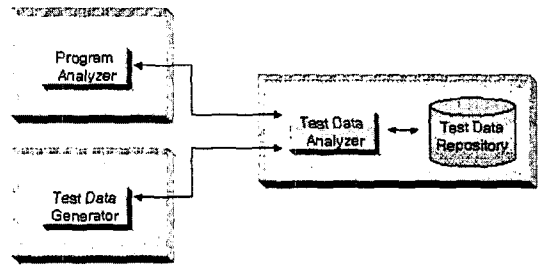 Program
Analyzer
Test Data
Analyzer
Test Data
Repository
Test Data
Generator